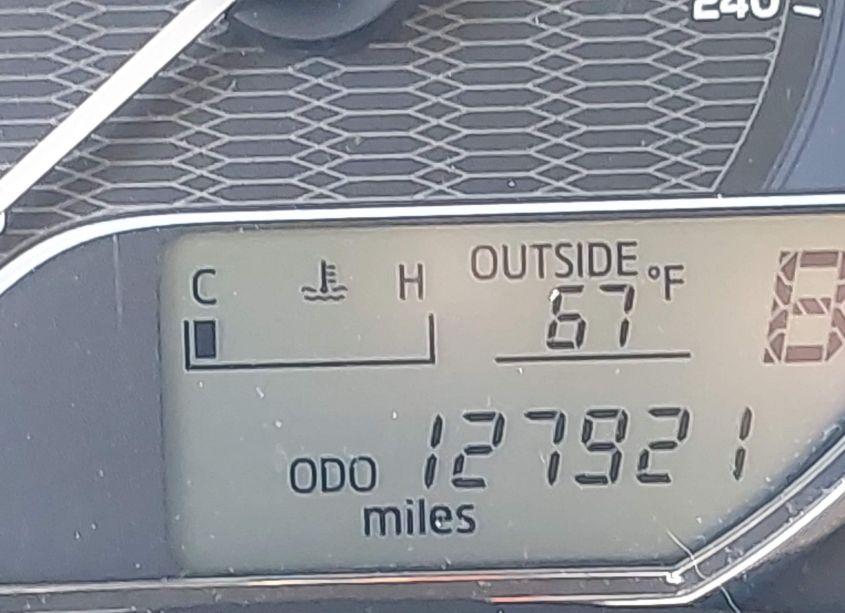 240
C H OUTSIDE °F
67
ODO 127921
miles